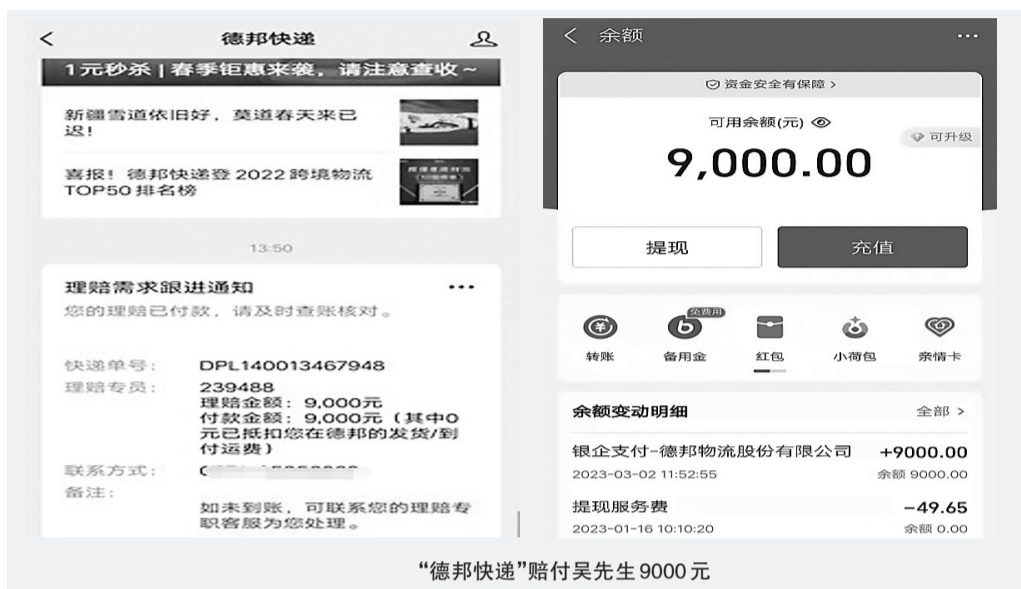 德邦快递
1元秒杀 | 春季钜惠来袭，请注意查收～
新疆雪道依旧好，莫道春天来已
迟！
喜报！德邦快递登2022跨境物流
TOP50排名榜
13:50
理赔需求跟进通知
您的理赔已付款，请及时查账核对。
快递单号： DPL140013467948
理赔专员： 239488
理赔金额：9,000元
付款金额：9,000元（其中0
元已抵扣您在德邦的发货/到
付运费）
联系方式：
备注：
如未到账，可联系您的理赔专
职客服为您处理。
余额
资金安全有保障
可用余额(元)
可升级
9,000.00
提现 充值
免费用
转账 备用金 红包 小荷包 亲情卡
余额变动明细 全部
银企支付-德邦物流股份有限公司 +9000.00
2023-03-02 11:52:55 余额 9000.00
提现服务费 −49.65
2023-01-16 10:10:20 余额 0.00
“德邦快递”赔付吴先生9000元